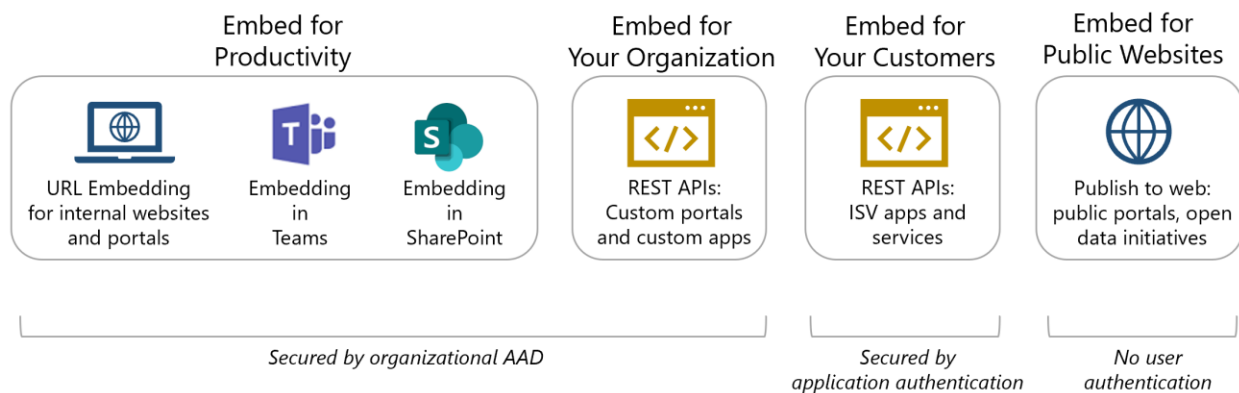 Embed for
Productivity
Embed for
Your Organization
Embed for
Your Customers
Embed for
Public Websites
URL Embedding
for internal websites
and portals
T
Embedding
in
Teams
S
Embedding
in
SharePoint
</>
REST APIs:
Custom portals
and custom apps
</>
REST APIs:
ISV apps and
services
Publish to web:
public portals, open
data initiatives
Secured by organizational AAD
Secured by
application authentication
No user
authentication